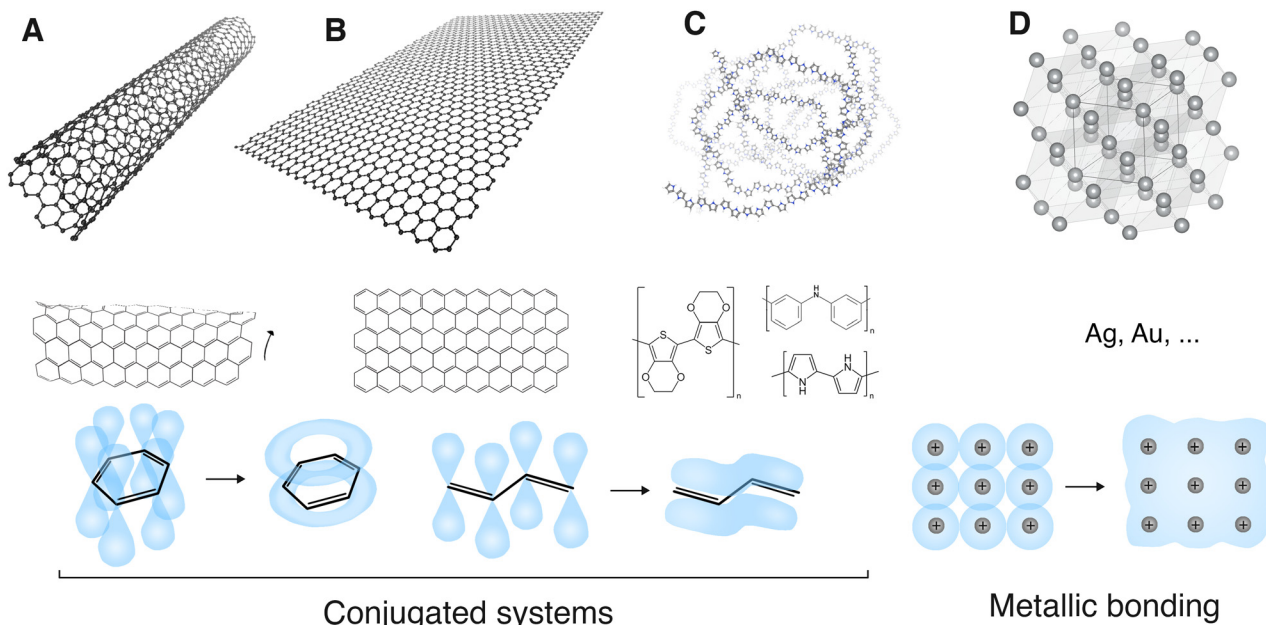 A B C D
O O
S
S
O O
n
H
N
n
H
N
N
H
n
Ag, Au, ...
+ + +
+ + +
+ + +
+ + +
+ + +
+ + +
Conjugated systems
Metallic bonding